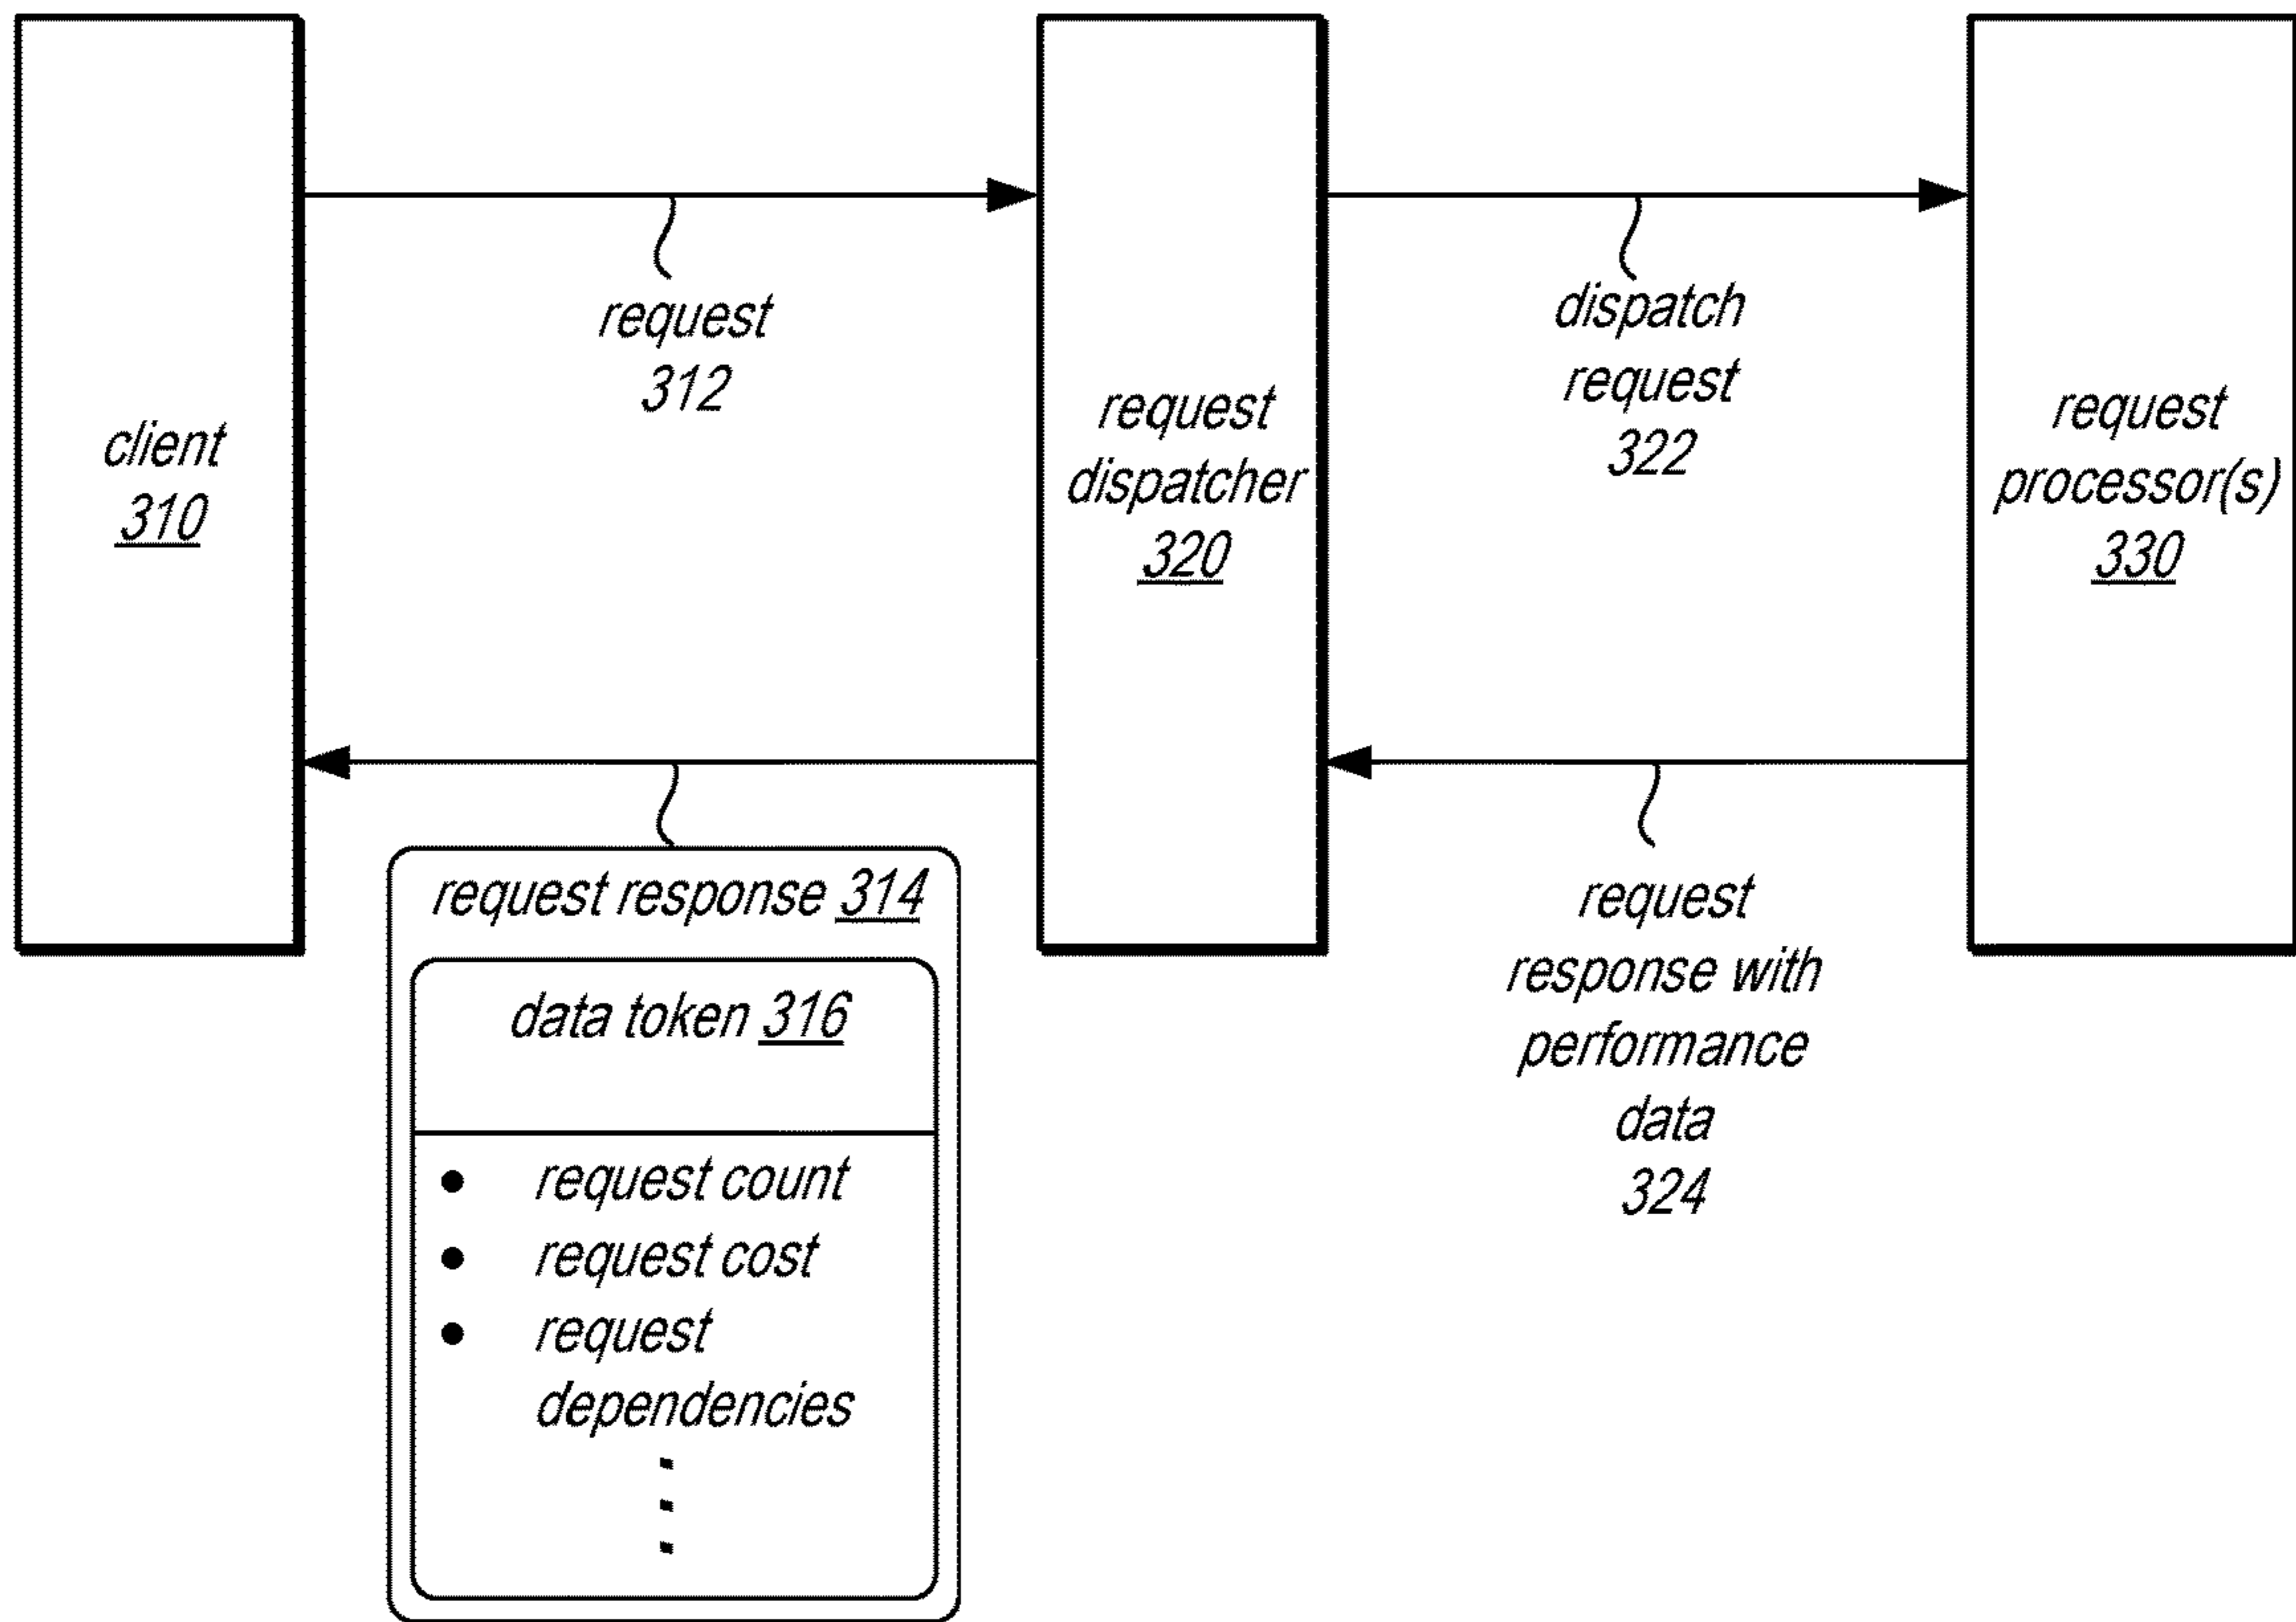 client
310
request
312
request
dispatcher
320
dispatch
request
322
request
processor(s)
330
request response 314
data token 316
request count
request cost
request
dependencies
request
response with
performance
data
324